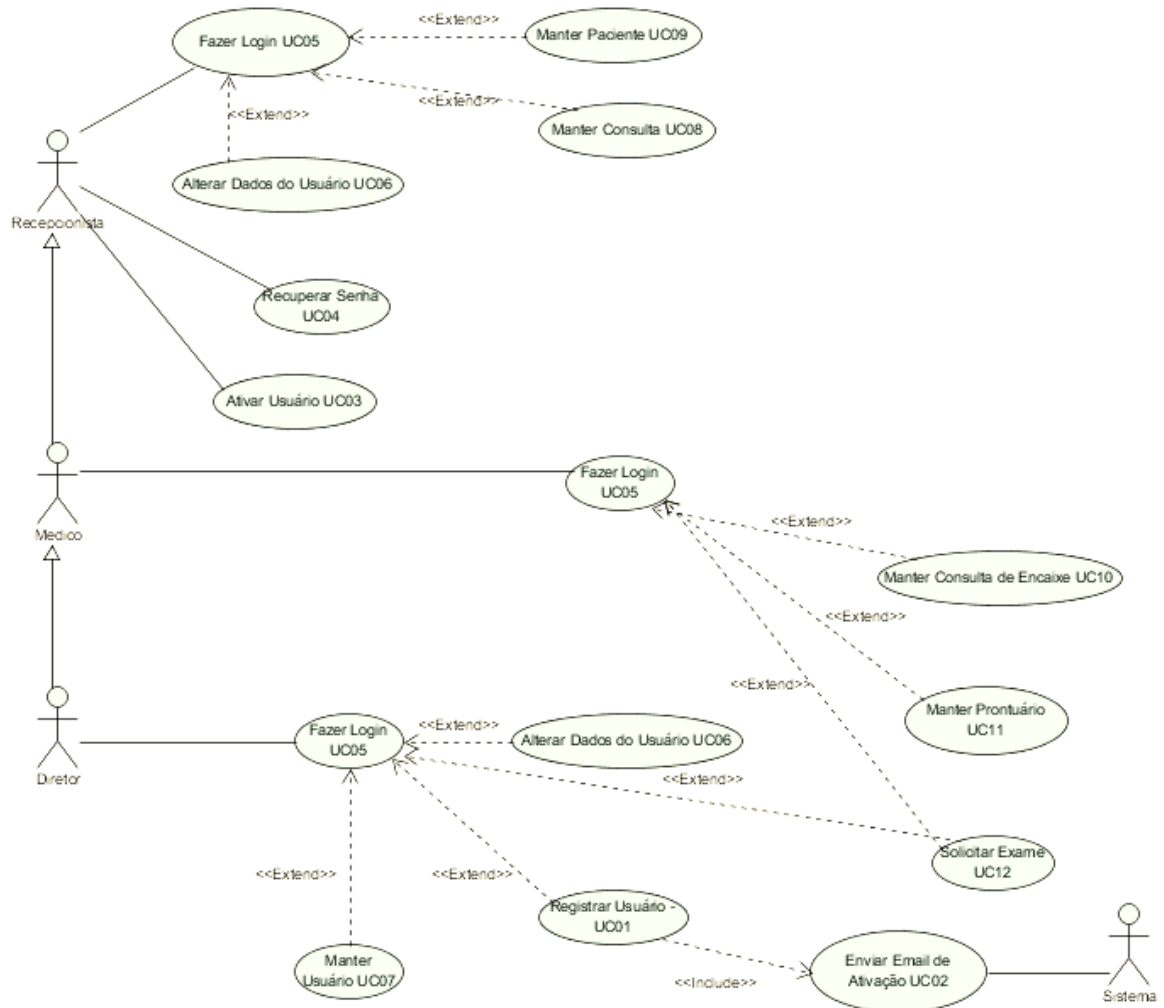 <<Extend>>
Fazer Login UC05
Manter Paciente UC09
<<Extend>>
<<Extend>>
Manter Consulta UC08
Alterar Dados do Usuário UC06
Recepcionista
Recuperar Senha
UC04
Ativar Usuário UC03
Fazer Login
UC05
Medico
<<Extend>>
Manter Consulta de Encaixe UC10
<<Extend>>
<<Extend>>
Manter Prontuário
UC11
Fazer Login
UC05
<<Extend>>
Alterar Dados do Usuário UC06
Diretor
<<Extend>>
Solicitar Exame
UC12
<<Extend>>
<<Extend>>
Registrar Usuário -
UC01
Manter
Usuário UC07
Enviar Email de
Ativação UC02
<<Include>>
Sistema